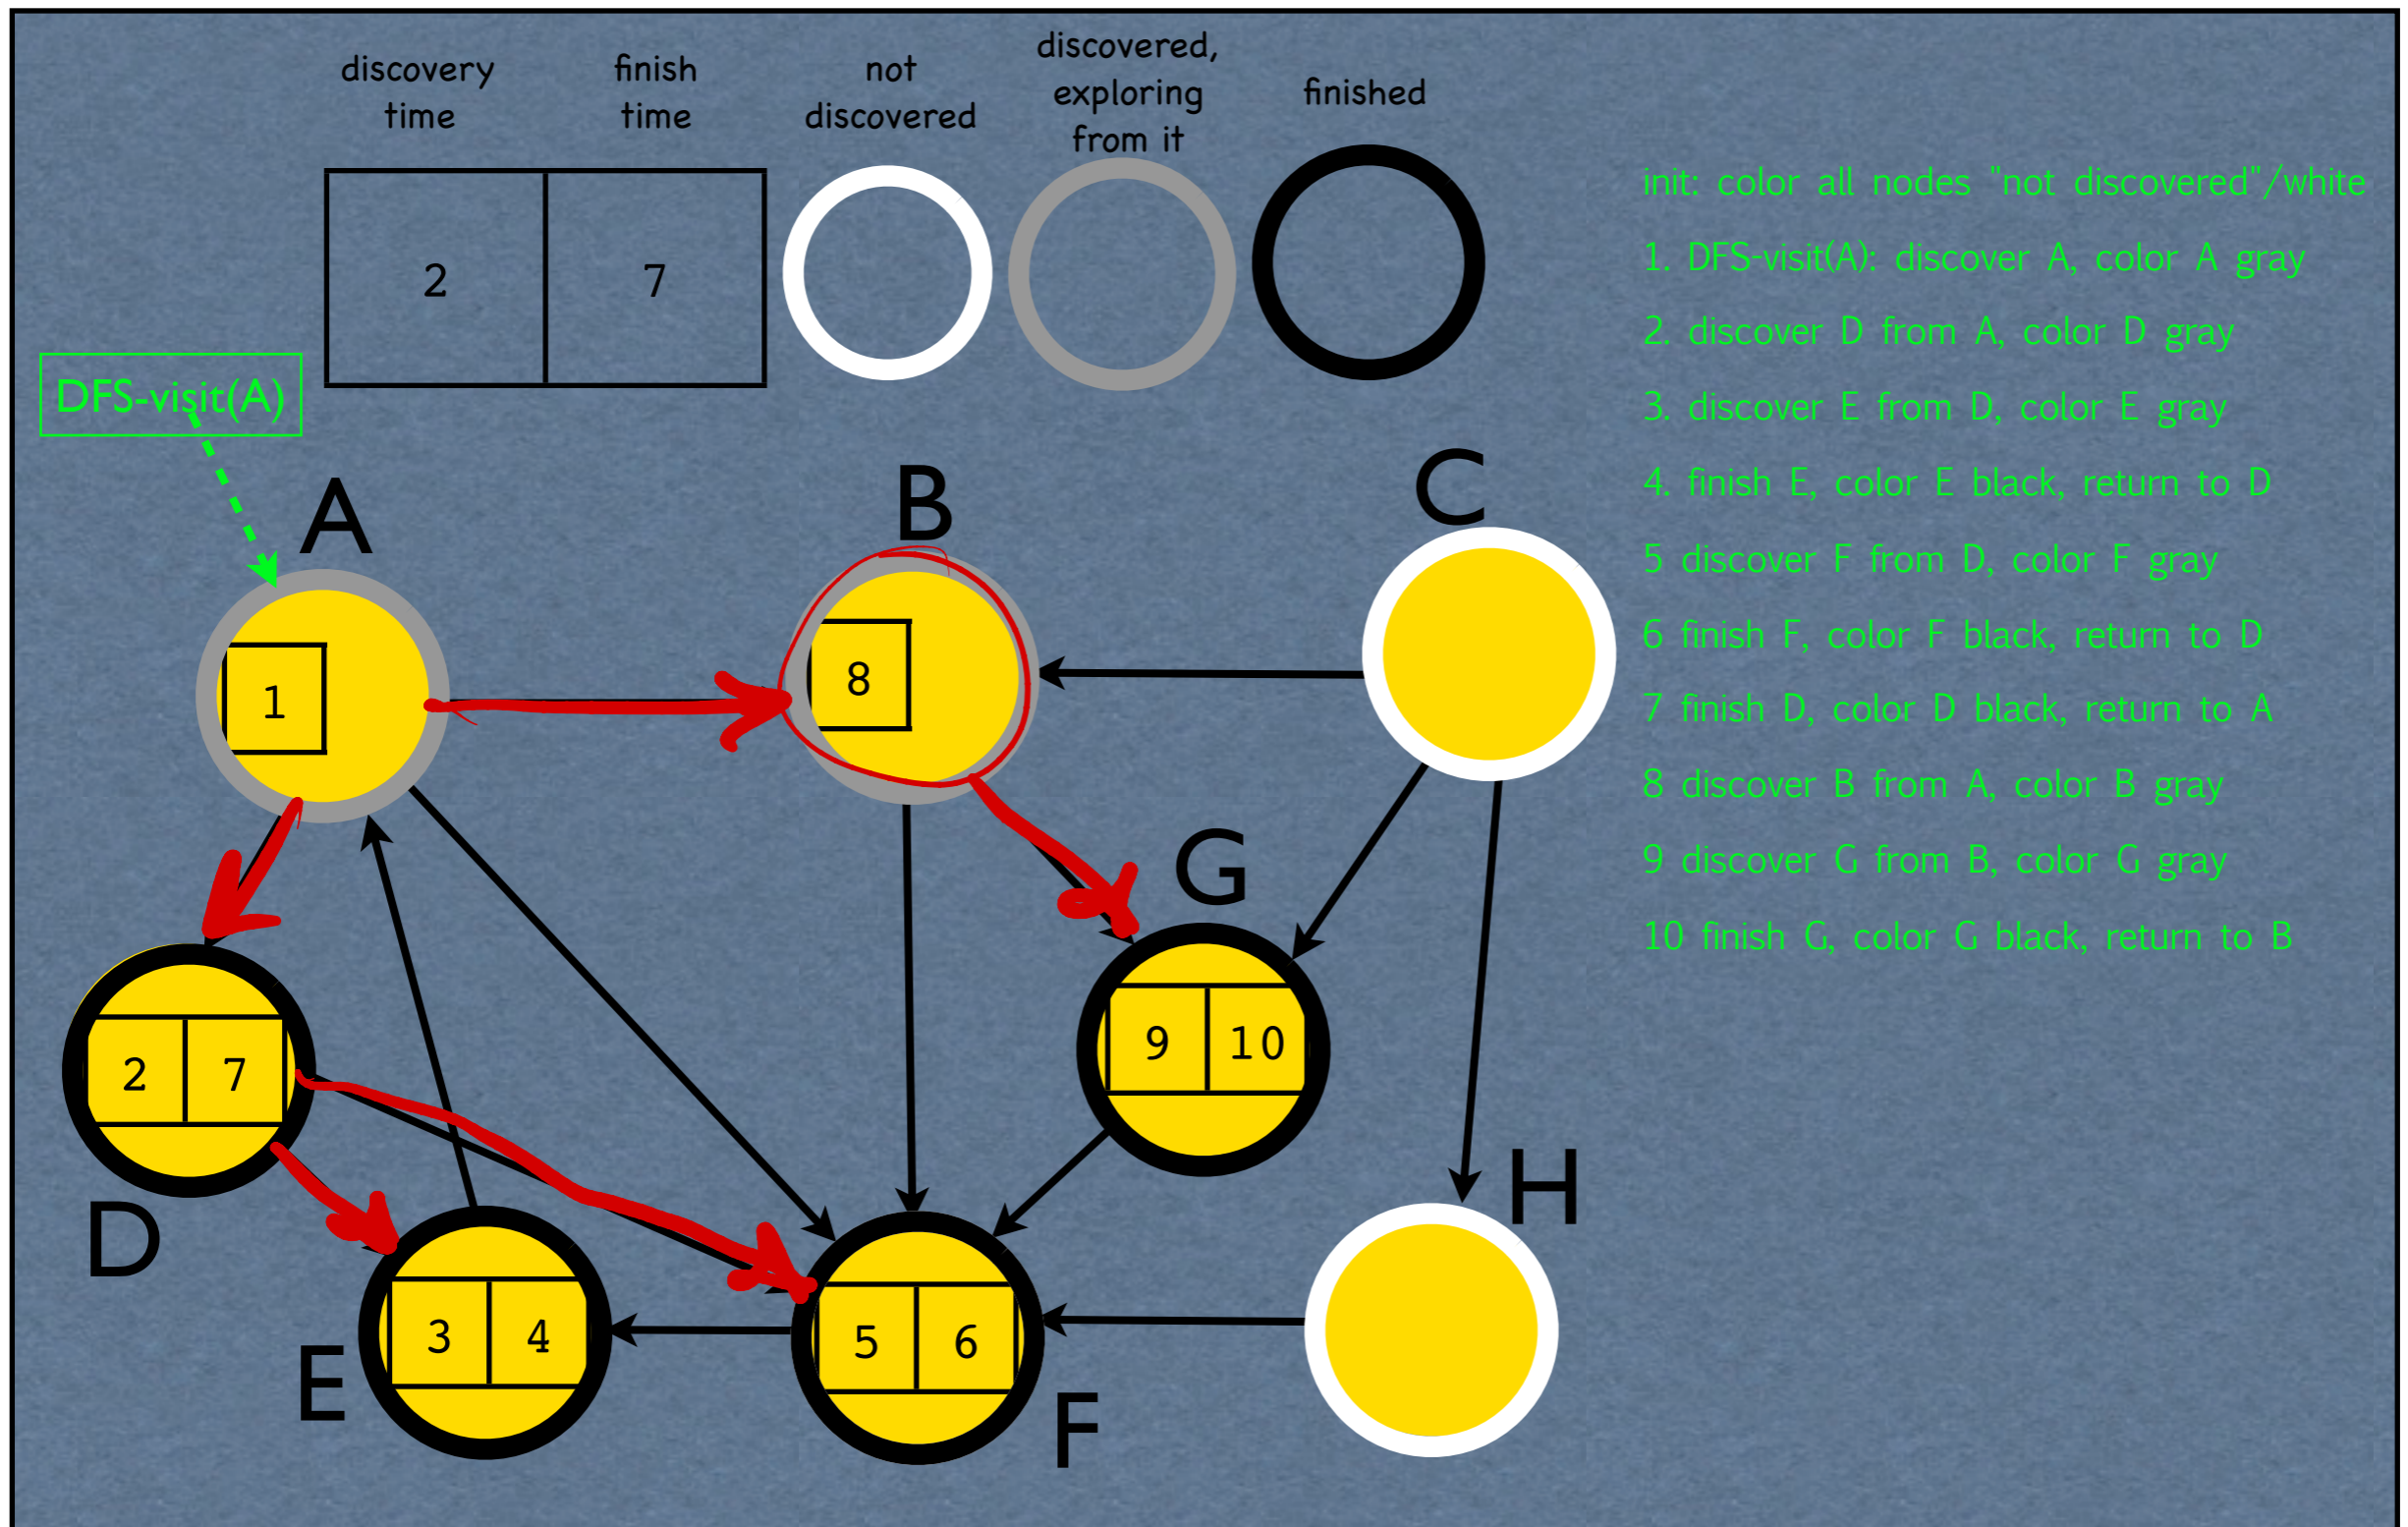 discovery
time
finish
time
not
discovered
discovered,
exploring
from it
finished
2 7
DFS-visit(A)
init: color all nodes "not discovered"/white
1. DFS-visit(A): discover A, color A gray
2. discover D from A, color D gray
3. discover E from D, color E gray
4. finish E, color E black, return to D
5 discover F from D, color F gray
6 finish F, color F black, return to D
7 finish D, color D black, return to A
8 discover B from A, color B gray
9 discover G from B, color G gray
10 finish G, color G black, return to B
A
B
C
1
8
G
9 10
2 7
D
H
E
3 4
5 6
F